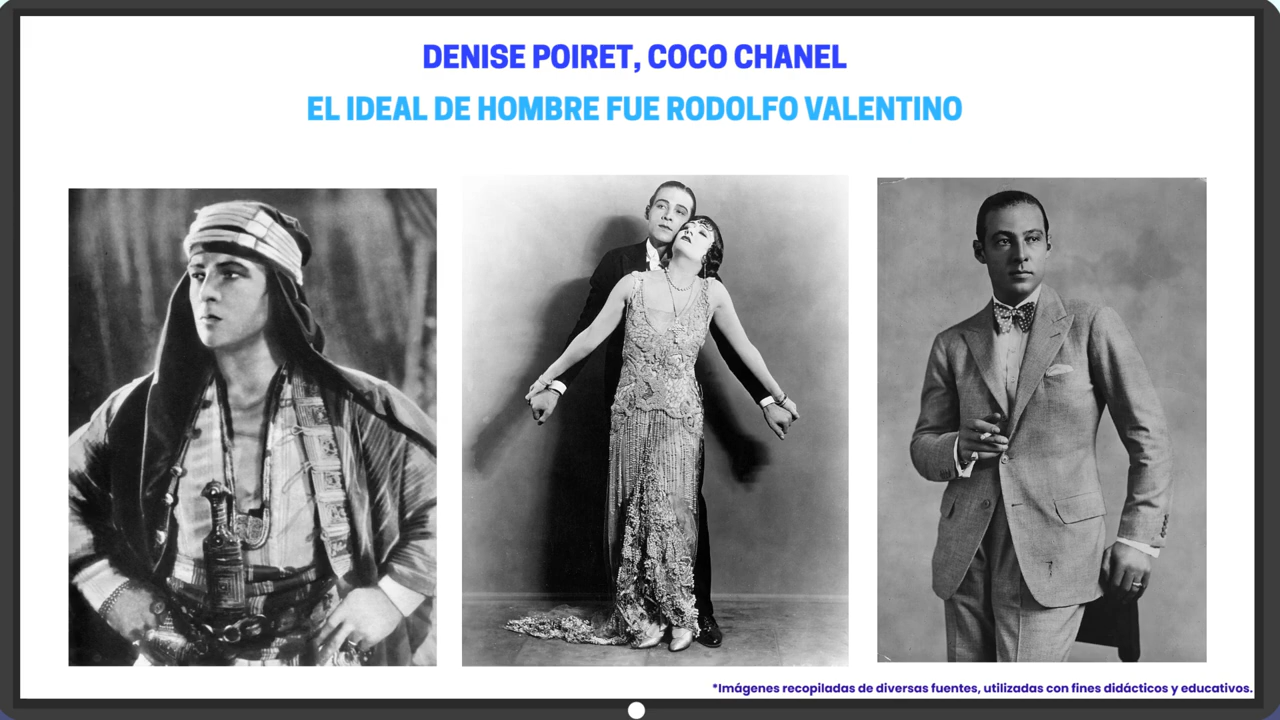 DENISE POIRET, COCO CHANEL
EL IDEAL DE HOMBRE FUE RODOLFO VALENTINO
*Imágenes recopiladas de diversas fuentes, utilizadas con fines didácticos y educativos.